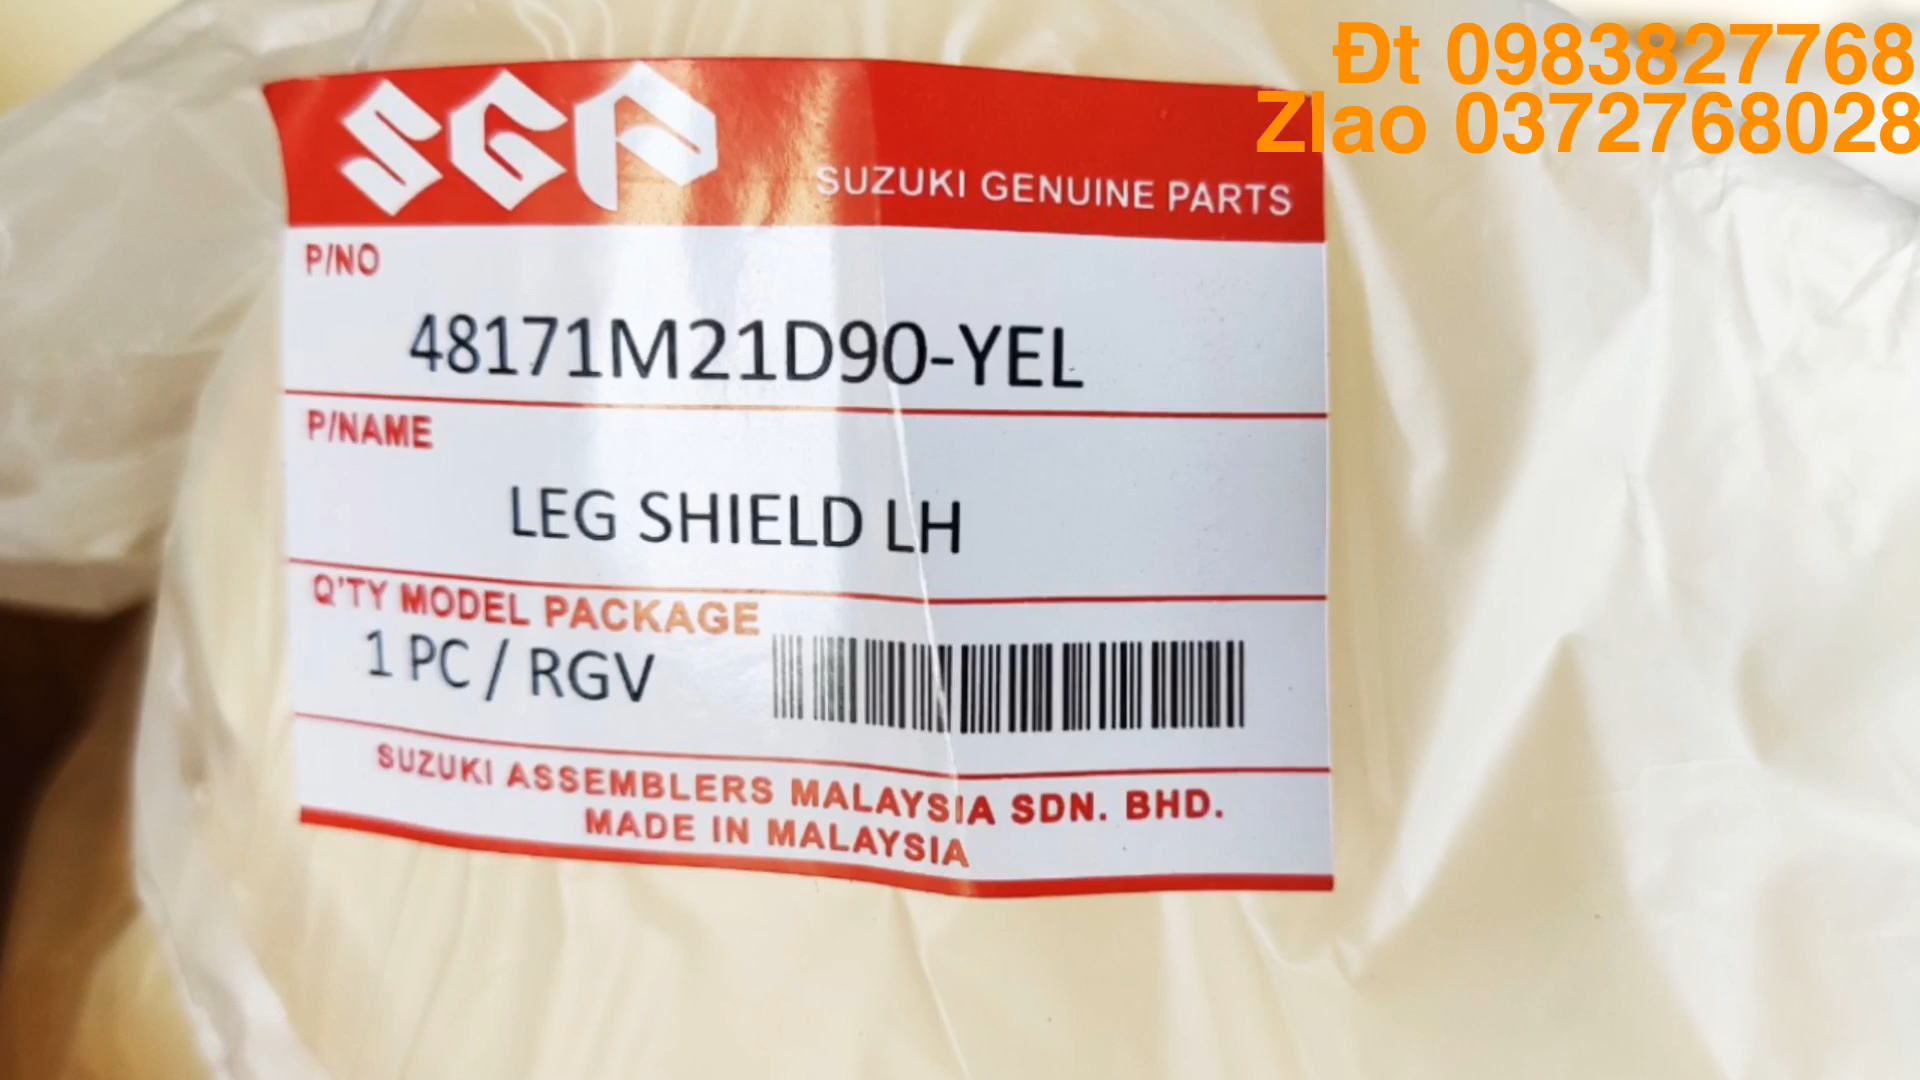 Đt 0983827768
Zlao 0372768028
SGP
SUZUKI GENUINE PARTS
P/NO
48171M21D90-YEL
P/NAME
LEG SHIELD LH
Q'TY MODEL PACKAGE
1 PC / RGV
SUZUKI ASSEMBLERS MALAYSIA SDN. BHD.
MADE IN MALAYSIA